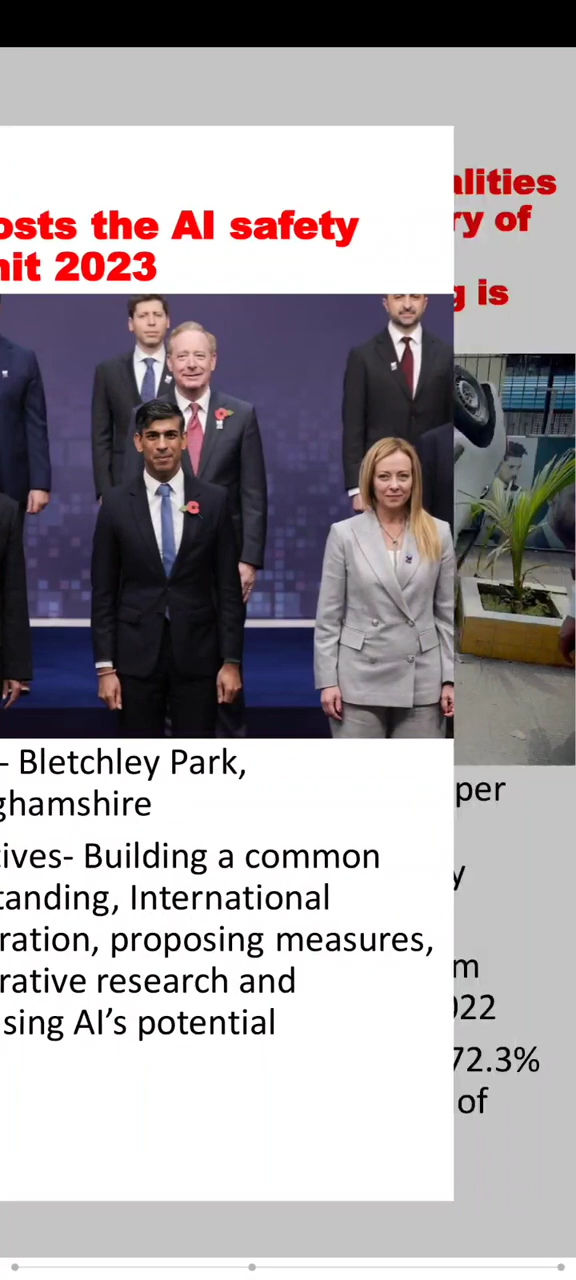 osts the AI safety
nit 2023
– Bletchley Park,
ghamshire
tives- Building a common
tanding, International
ration, proposing measures,
rative research and
sing AI's potential
alities
ry of
g is
per
y
m
022
72.3%
of